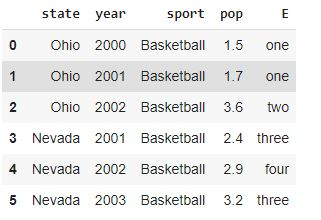 state year sport pop E
0 Ohio 2000 Basketball 1.5 one
1 Ohio 2001 Basketball 1.7 one
2 Ohio 2002 Basketball 3.6 two
3 Nevada 2001 Basketball 2.4 three
4 Nevada 2002 Basketball 2.9 four
5 Nevada 2003 Basketball 3.2 three